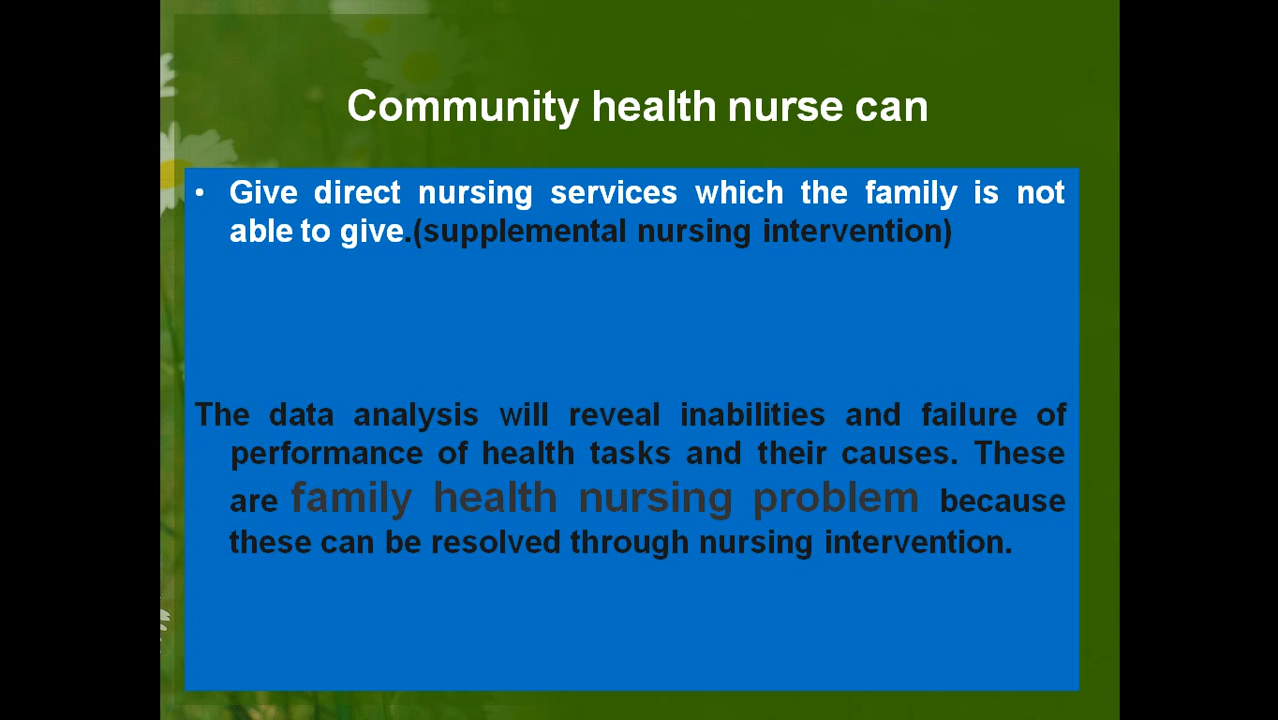 Community health nurse can
• Give direct nursing services which the family is not
able to give.(supplemental nursing intervention)
The data analysis will reveal inabilities and failure of
performance of health tasks and their causes. These
are family health nursing problem because
these can be resolved through nursing intervention.